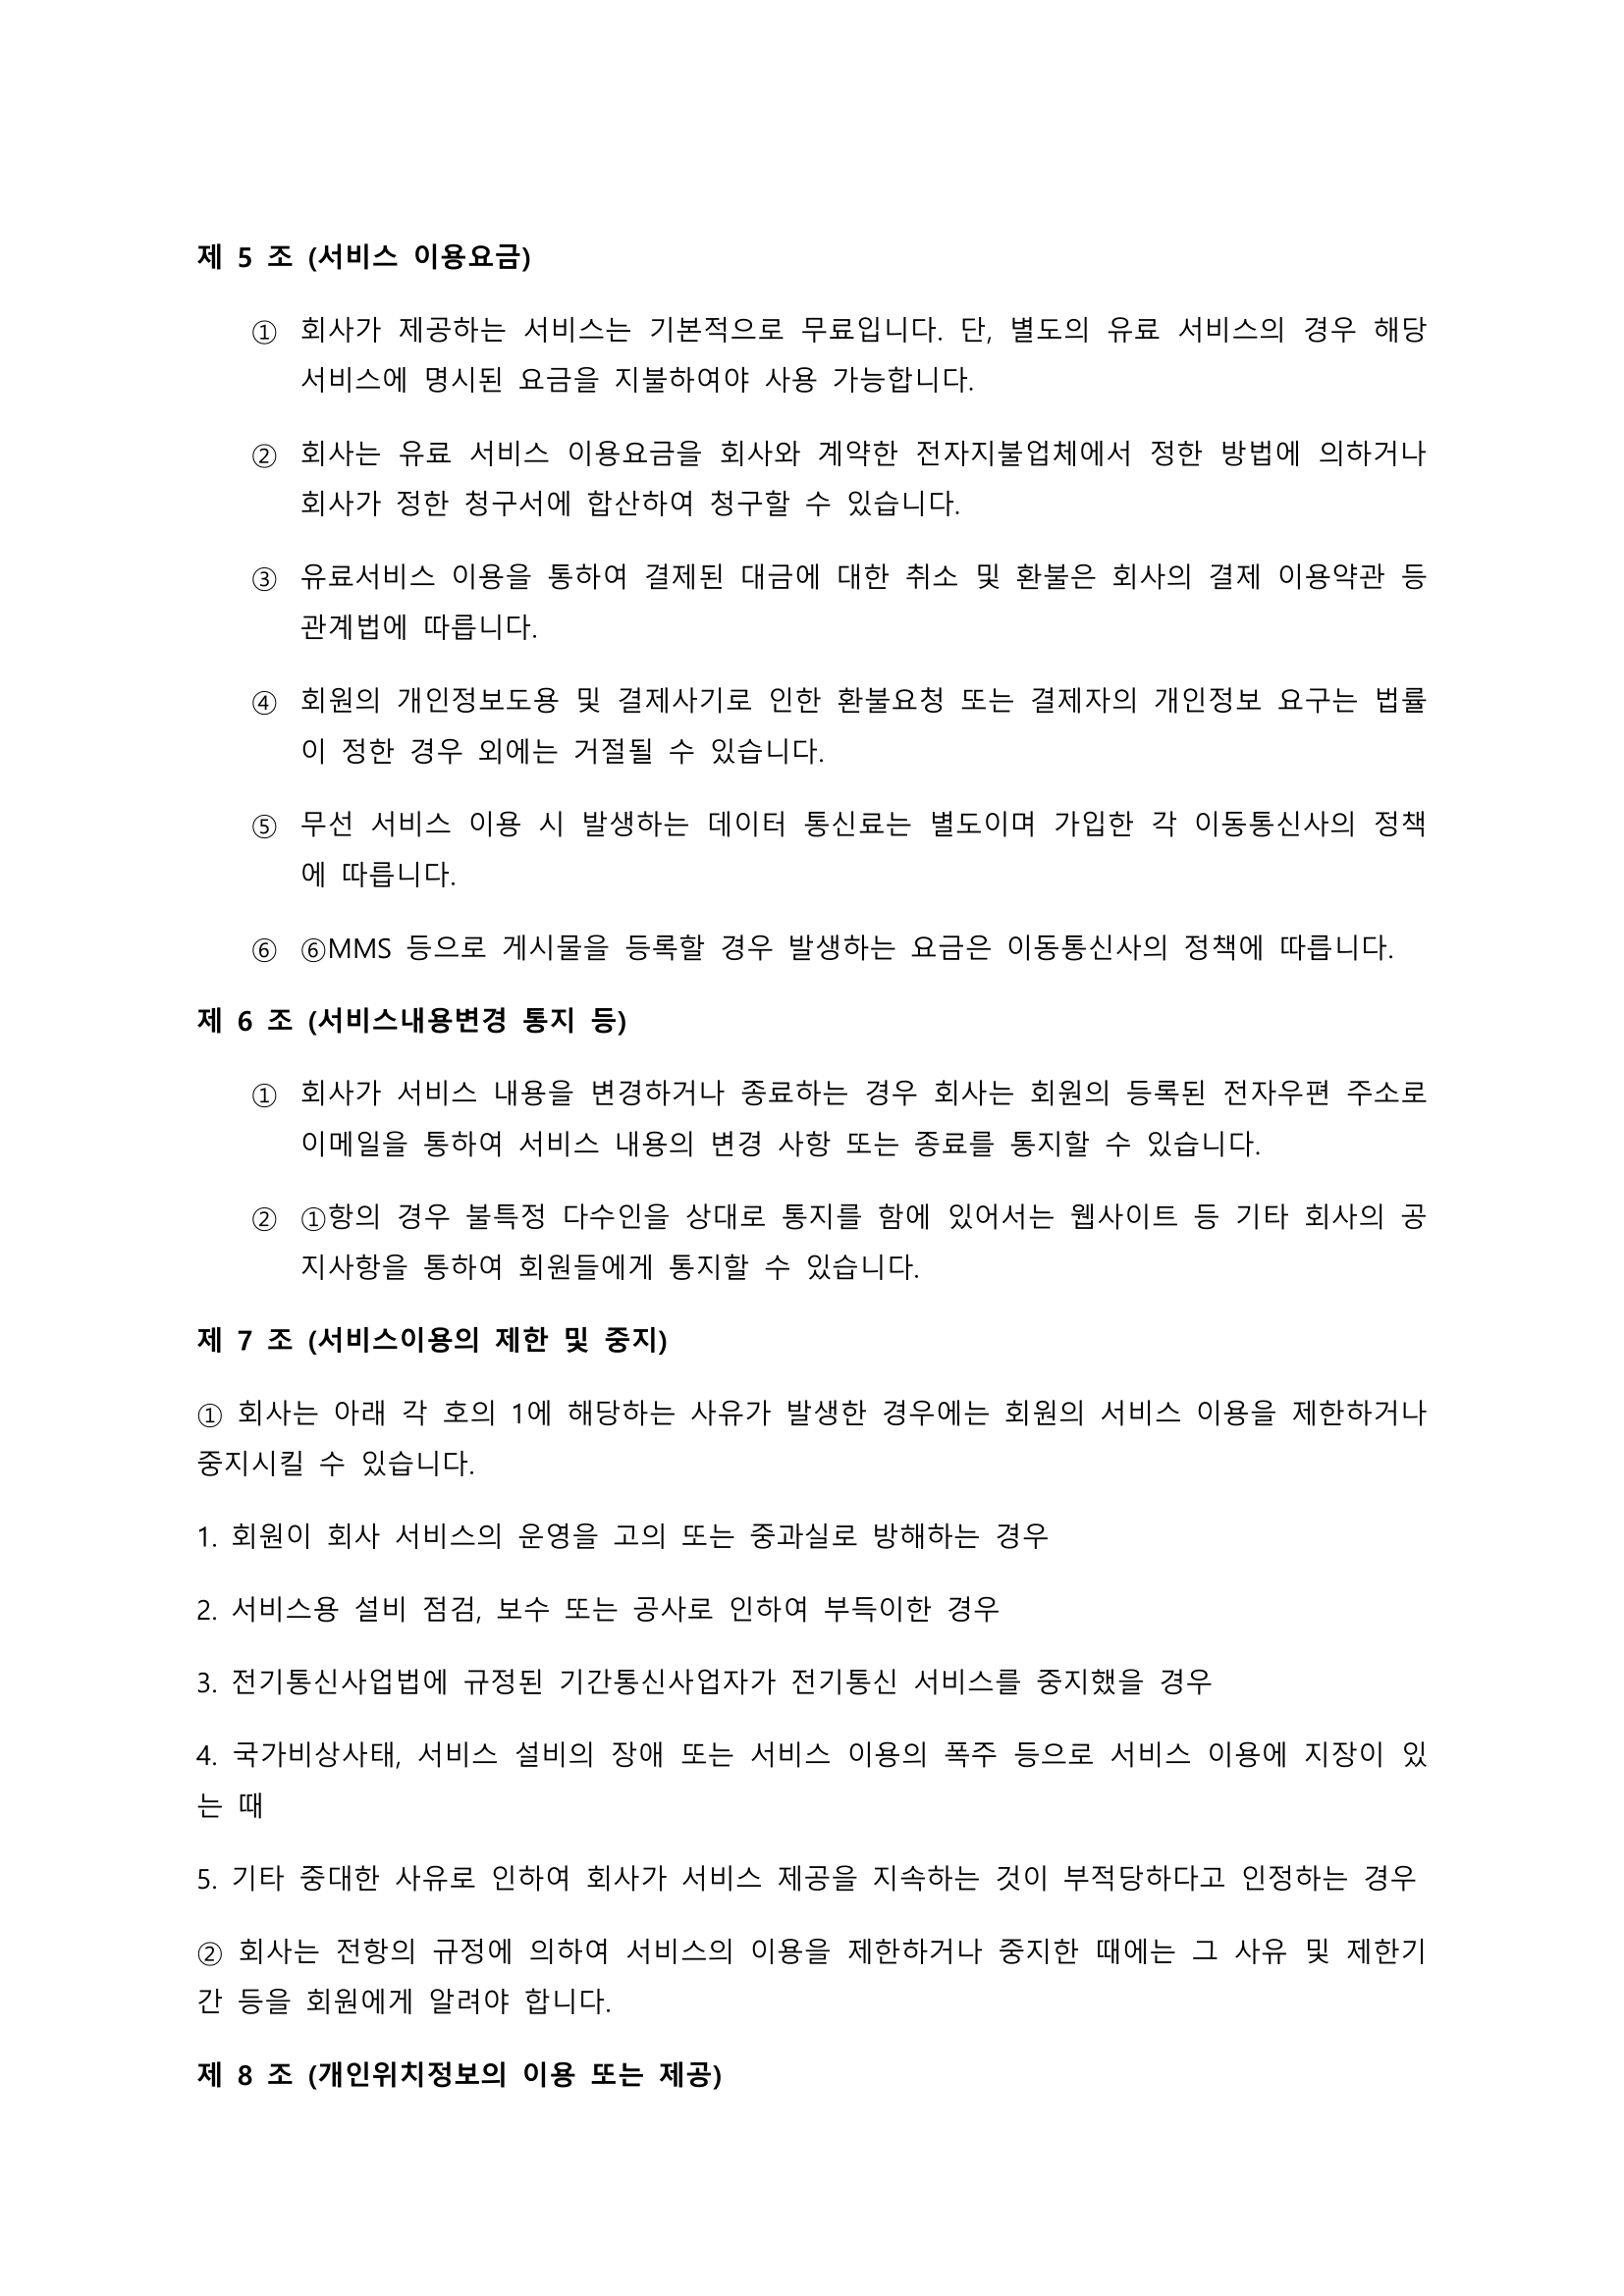 제 5 조 (서비스 이용요금)
① 회사가 제공하는 서비스는 기본적으로 무료입니다. 단, 별도의 유료 서비스의 경우 해당
서비스에 명시된 요금을 지불하여야 사용 가능합니다.
② 회사는 유료 서비스 이용요금을 회사와 계약한 전자지불업체에서 정한 방법에 의하거나
회사가 정한 청구서에 합산하여 청구할 수 있습니다.
③ 유료서비스 이용을 통하여 결제된 대금에 대한 취소 및 환불은 회사의 결제 이용약관 등
관계법에 따릅니다.
④ 회원의 개인정보도용 및 결제사기로 인한 환불요청 또는 결제자의 개인정보 요구는 법률
이 정한 경우 외에는 거절될 수 있습니다.
⑤ 무선 서비스 이용 시 발생하는 데이터 통신료는 별도이며 가입한 각 이동통신사의 정책
에 따릅니다.
⑥ ⑥MMS 등으로 게시물을 등록할 경우 발생하는 요금은 이동통신사의 정책에 따릅니다.
제 6 조 (서비스내용변경 통지 등)
① 회사가 서비스 내용을 변경하거나 종료하는 경우 회사는 회원의 등록된 전자우편 주소로
이메일을 통하여 서비스 내용의 변경 사항 또는 종료를 통지할 수 있습니다.
② ①항의 경우 불특정 다수인을 상대로 통지를 함에 있어서는 웹사이트 등 기타 회사의 공
지사항을 통하여 회원들에게 통지할 수 있습니다.
제 7 조 (서비스이용의 제한 및 중지)
① 회사는 아래 각 호의 1에 해당하는 사유가 발생한 경우에는 회원의 서비스 이용을 제한하거나
중지시킬 수 있습니다.
1. 회원이 회사 서비스의 운영을 고의 또는 중과실로 방해하는 경우
2. 서비스용 설비 점검, 보수 또는 공사로 인하여 부득이한 경우
3. 전기통신사업법에 규정된 기간통신사업자가 전기통신 서비스를 중지했을 경우
4. 국가비상사태, 서비스 설비의 장애 또는 서비스 이용의 폭주 등으로 서비스 이용에 지장이 있
는 때
5. 기타 중대한 사유로 인하여 회사가 서비스 제공을 지속하는 것이 부적당하다고 인정하는 경우
② 회사는 전항의 규정에 의하여 서비스의 이용을 제한하거나 중지한 때에는 그 사유 및 제한기
간 등을 회원에게 알려야 합니다.
제 8 조 (개인위치정보의 이용 또는 제공)